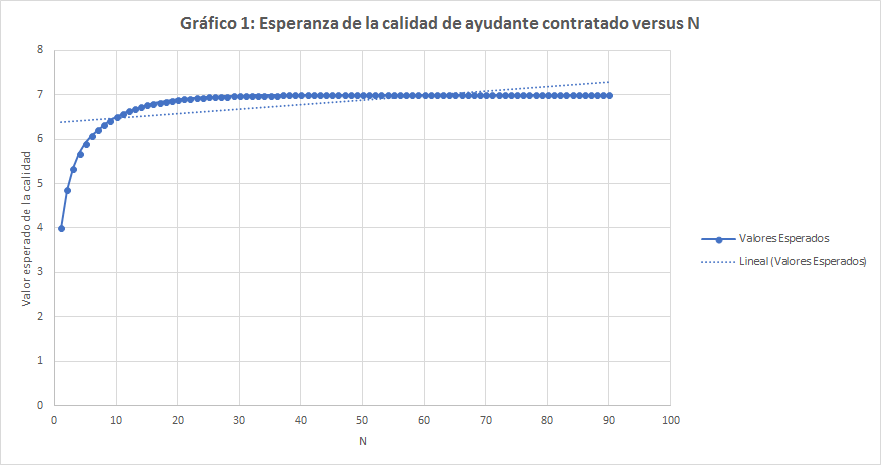 Gráfico 1: Esperanza de la calidad de ayudante contratado versus N
Valor esperado de la calidad
8
7
6
5
4
3
2
1
0
0 10 20 30 40 50 60 70 80 90 100
N
Valores Esperados
Lineal (Valores Esperados)